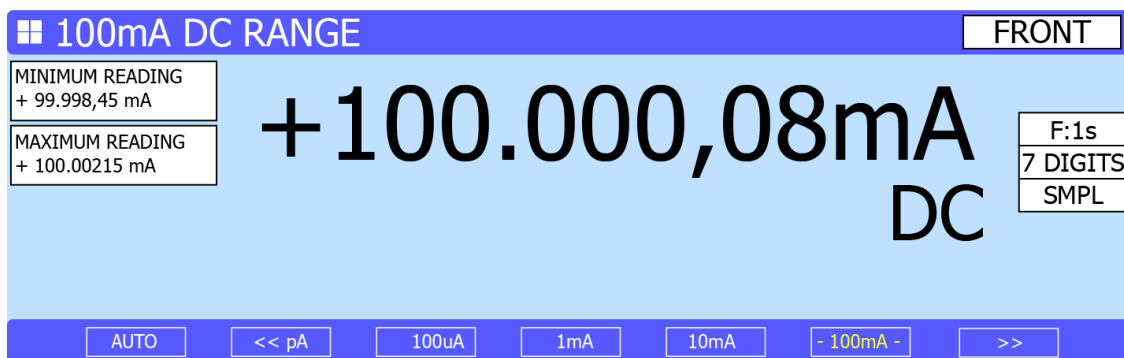 100mA DC RANGE
FRONT
MINIMUM READING
+ 99.998,45 mA
MAXIMUM READING
+ 100.00215 mA
+100.000,08mA
DC
F:1s
7 DIGITS
SMPL
AUTO
<< pA
100uA
1mA
10mA
- 100mA -
>>